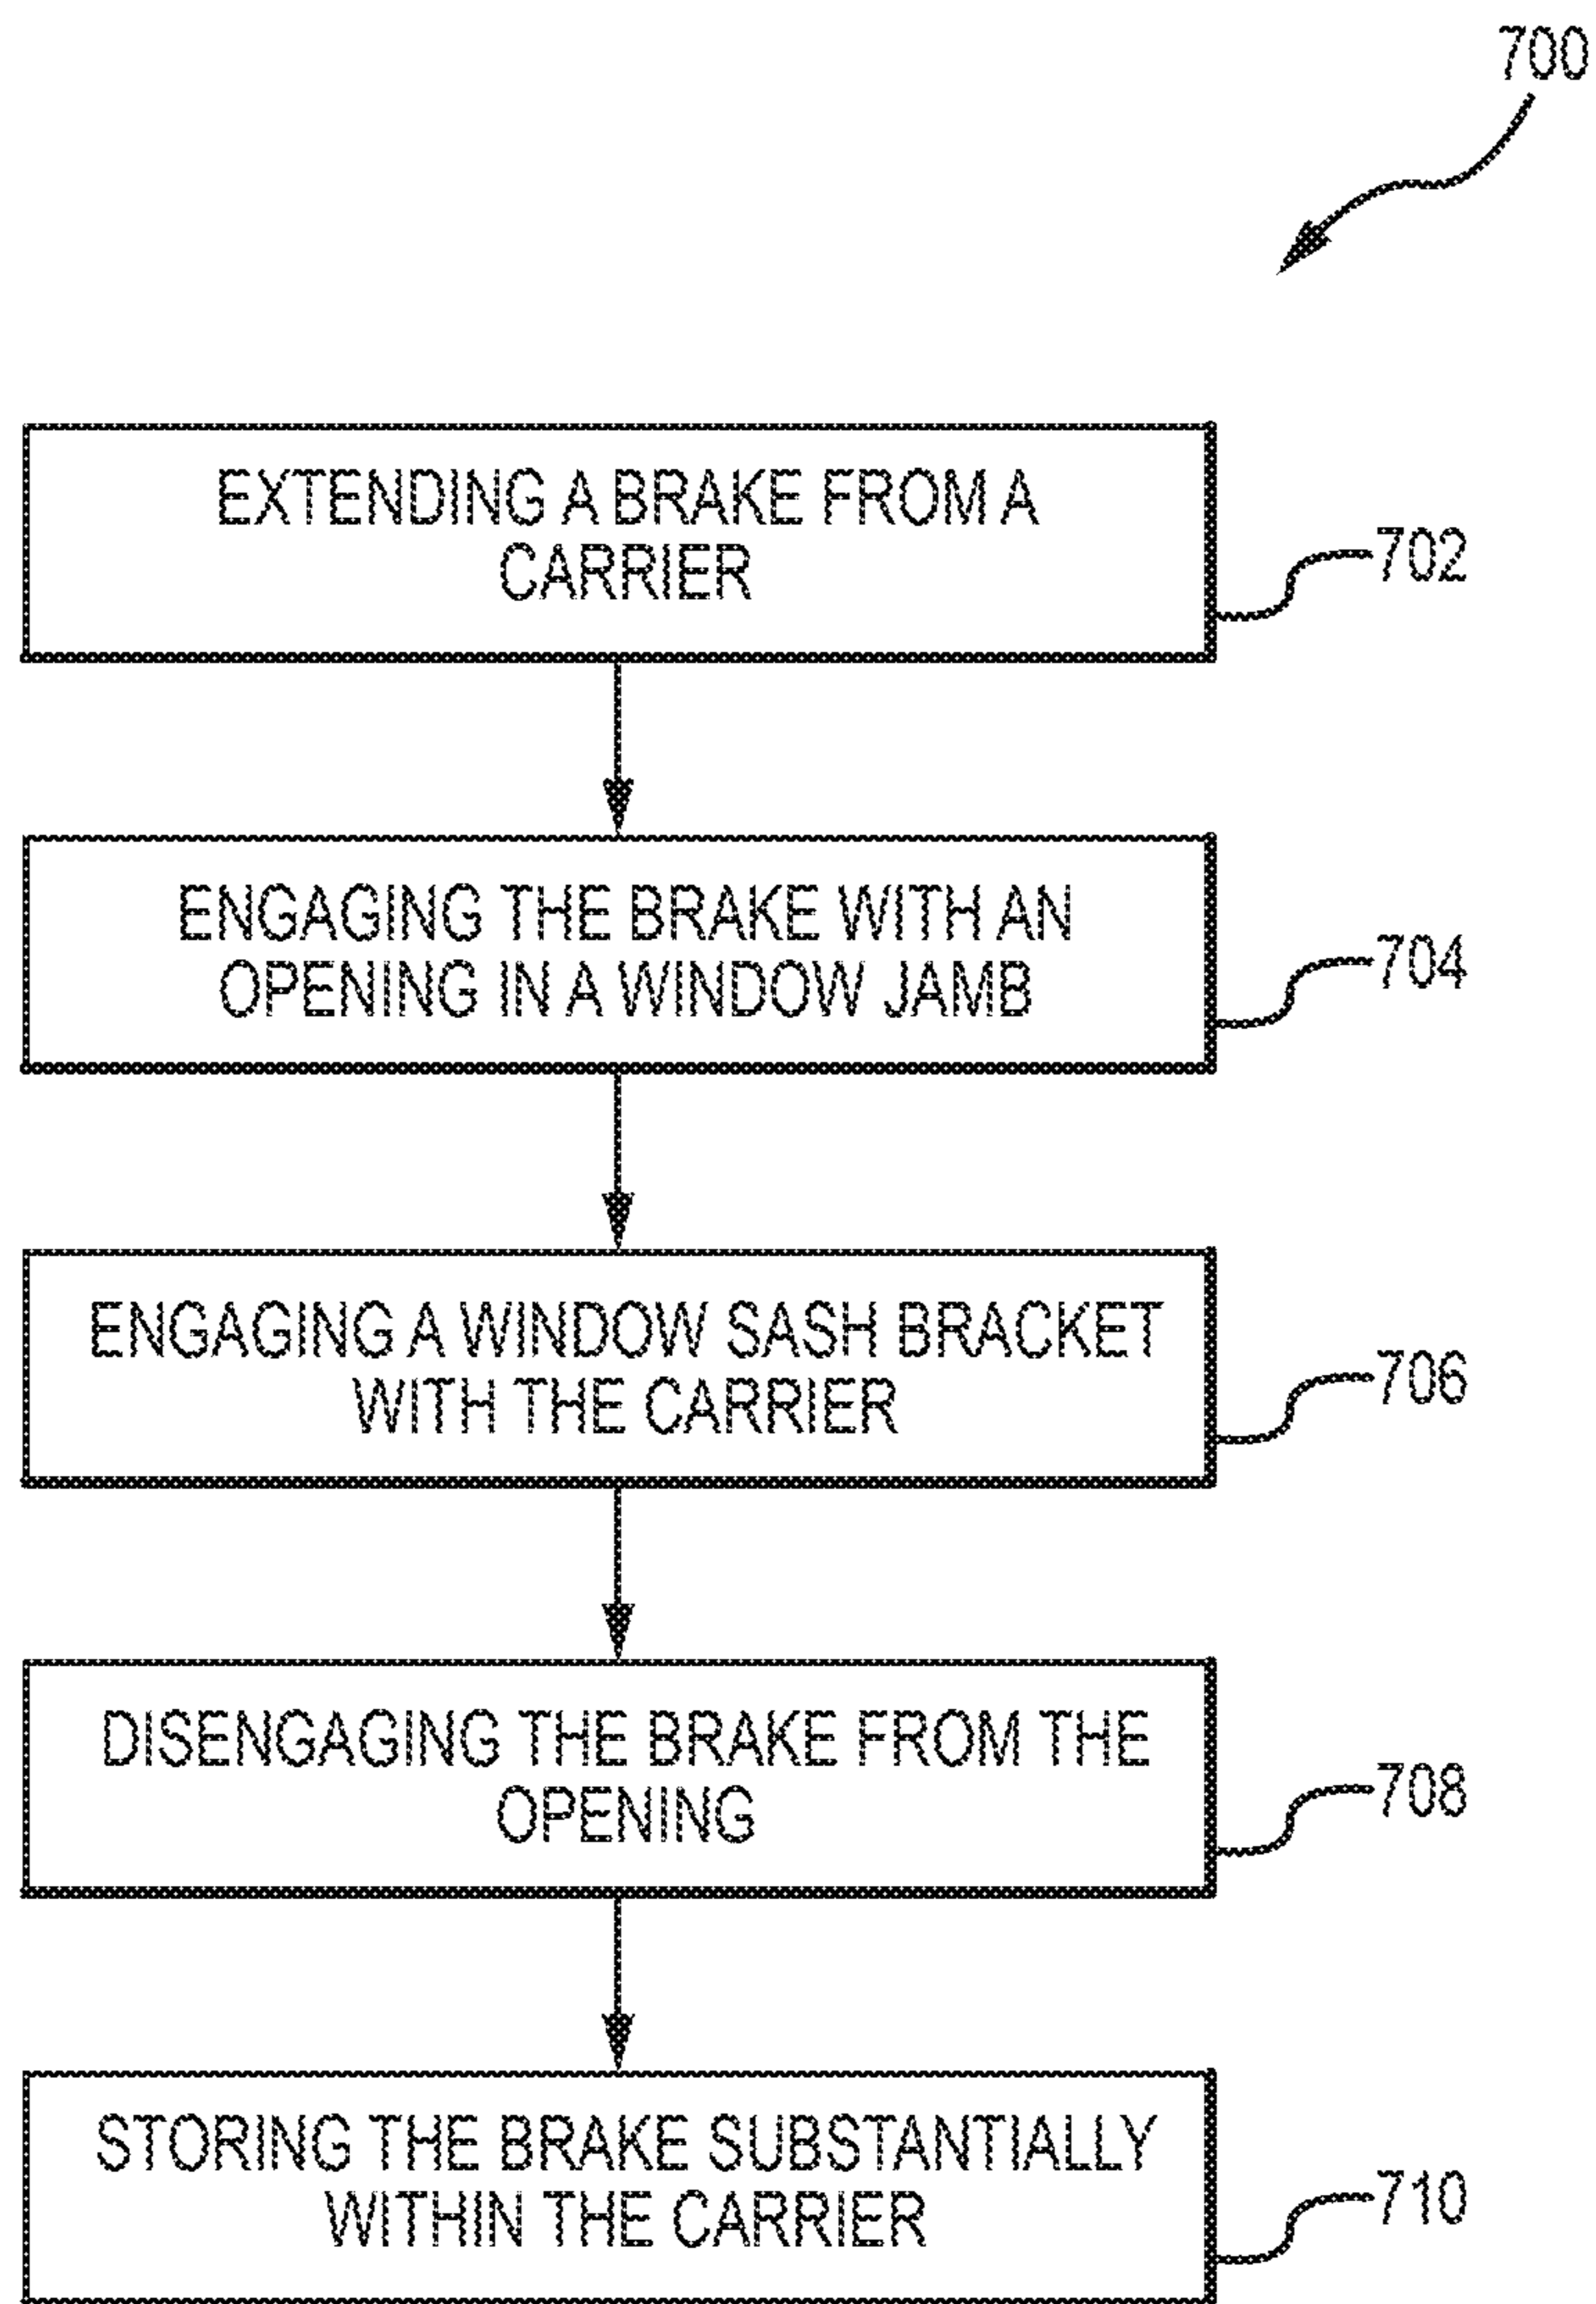 700
EXTENDING A BRAKE FROM A
CARRIER
702
ENGAGING THE BRAKE WITH AN
OPENING IN A WINDOW JAMB
704
ENGAGING A WINDOW SASH BRACKET
WITH THE CARRIER
706
DISENGAGING THE BRAKE FROM THE
OPENING
708
STORING THE BRAKE SUBSTANTIALLY
WITHIN THE CARRIER
710